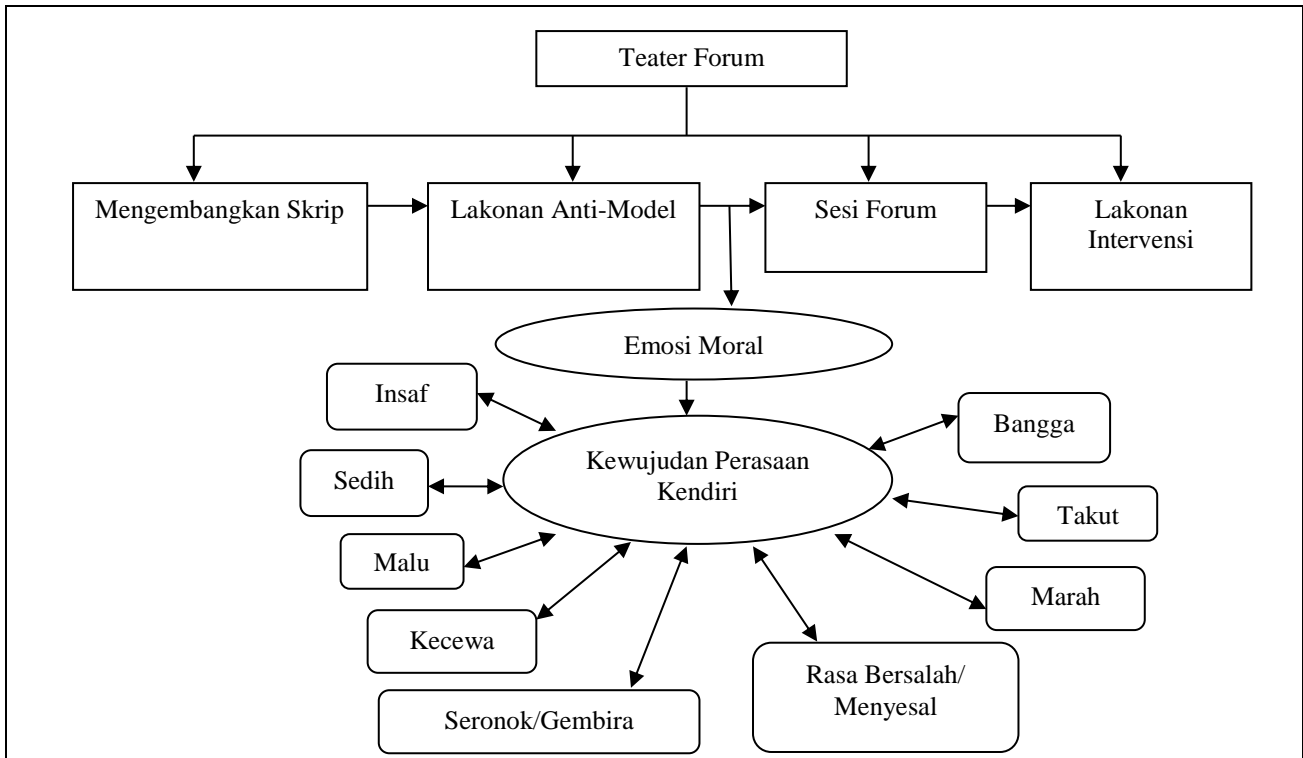 Teater Forum
Mengembangkan Skrip
Lakonan Anti-Model
Sesi Forum
Lakonan
Intervensi
Emosi Moral
Insaf
Bangga
Kewujudan Perasaan
Kendiri
Sedih
Takut
Malu
Marah
Kecewa
Rasa Bersalah/
Menyesal
Seronok/Gembira